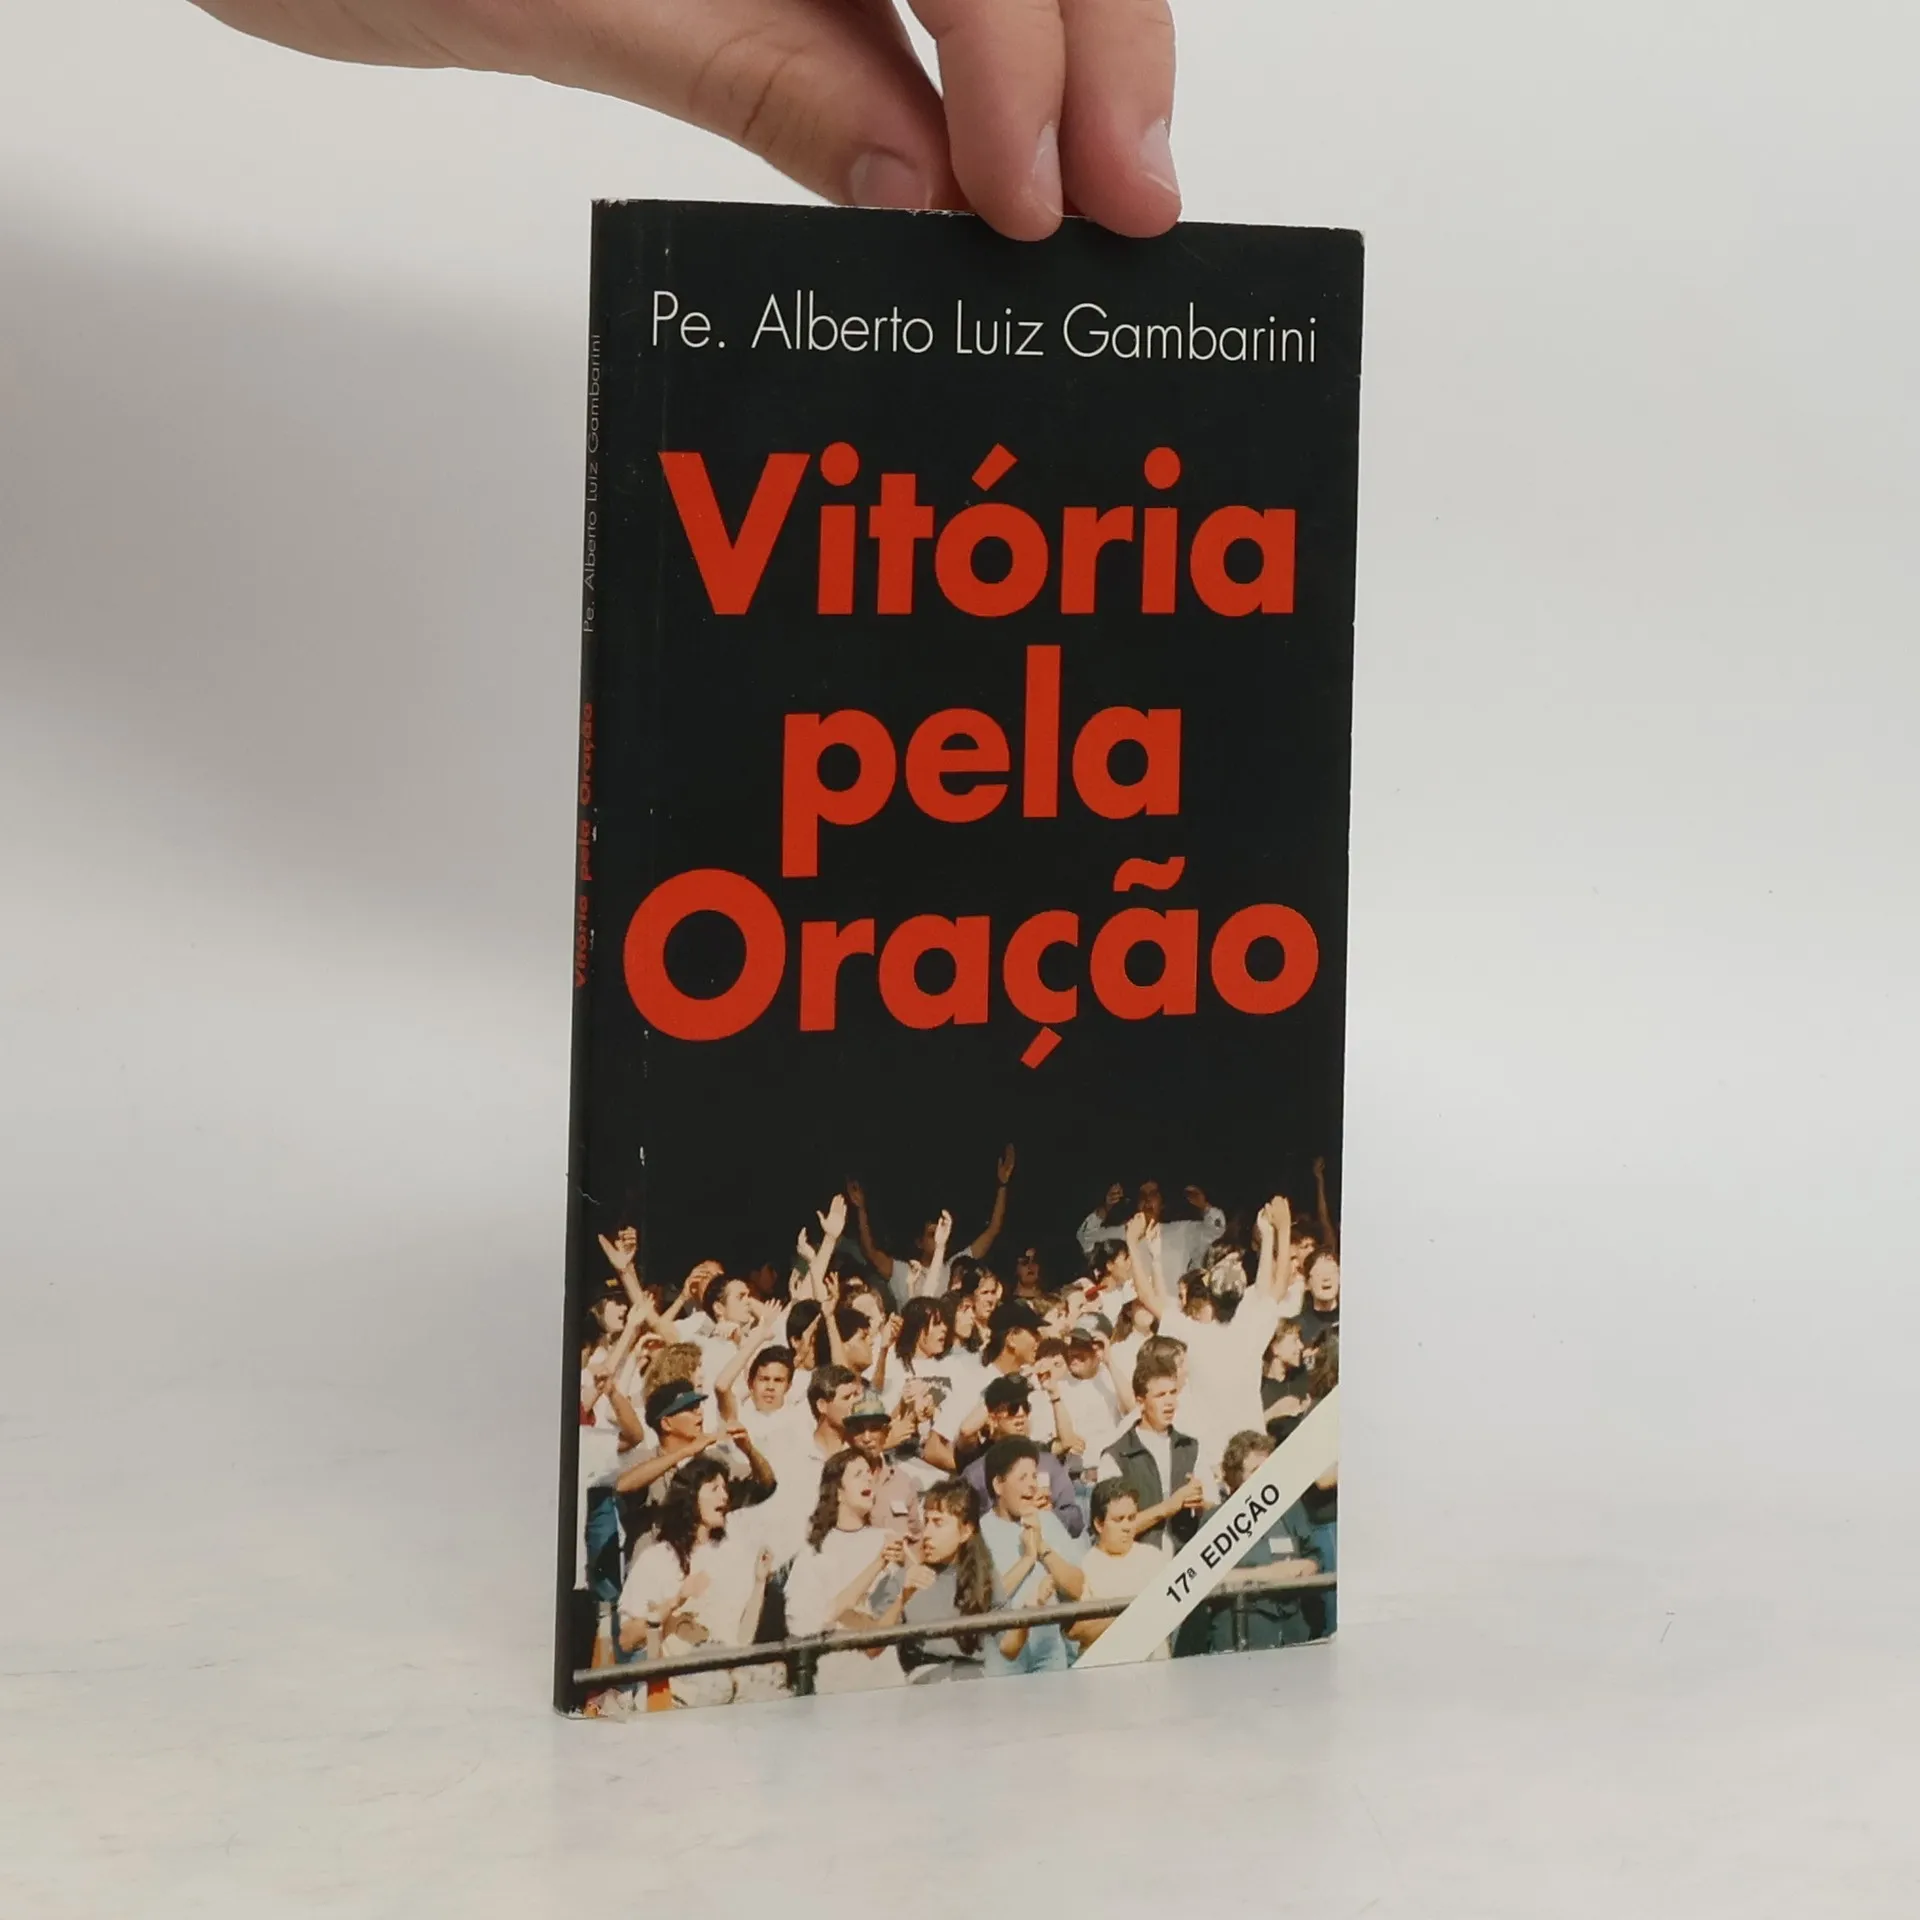 Pe. Alberto Luiz Gambarini
Vitória
pela
Oração
17ª EDIÇÃO
Vitória pela Oração Pe. Alberto Luiz Gambarini